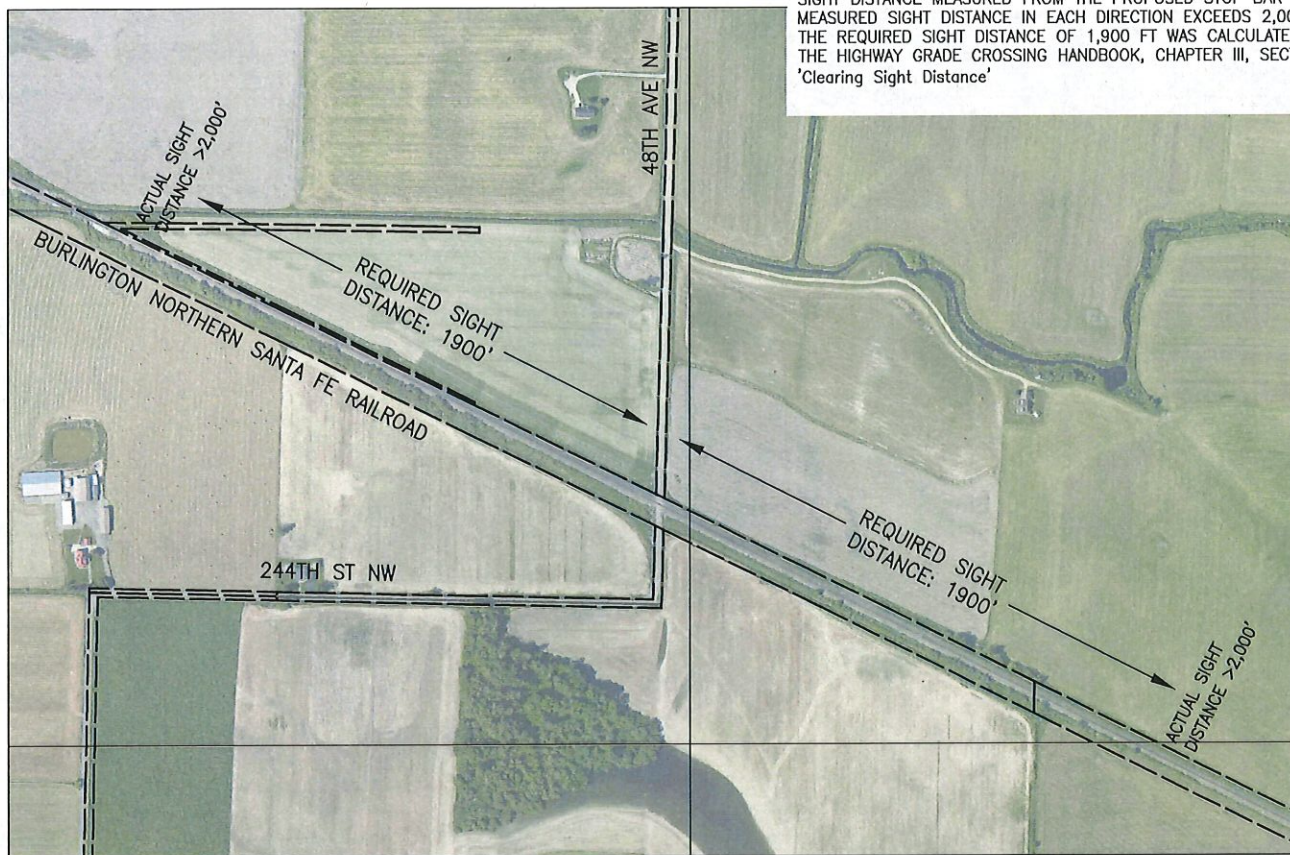 SIGHT DISTANCE MEASURED FROM THE PROPOSED STOP BAR
MEASURED SIGHT DISTANCE IN EACH DIRECTION EXCEEDS
THE REQUIRED SIGHT DISTANCE OF 1,900 FT WAS
THE HIGHWAY GRADE CROSSING HANDBOOK, CHAPTER III,
'Clearing Sight Distance'
48TH AVE NW
ACTUAL SIGHT
DISTANCE >2,000'
REQUIRED SIGHT
DISTANCE: 1900'
BURLINGTON NORTHERN SANTA FE RAILROAD
REQUIRED SIGHT
DISTANCE: 1900'
244TH ST NW
ACTUAL SIGHT
DISTANCE >2,000'